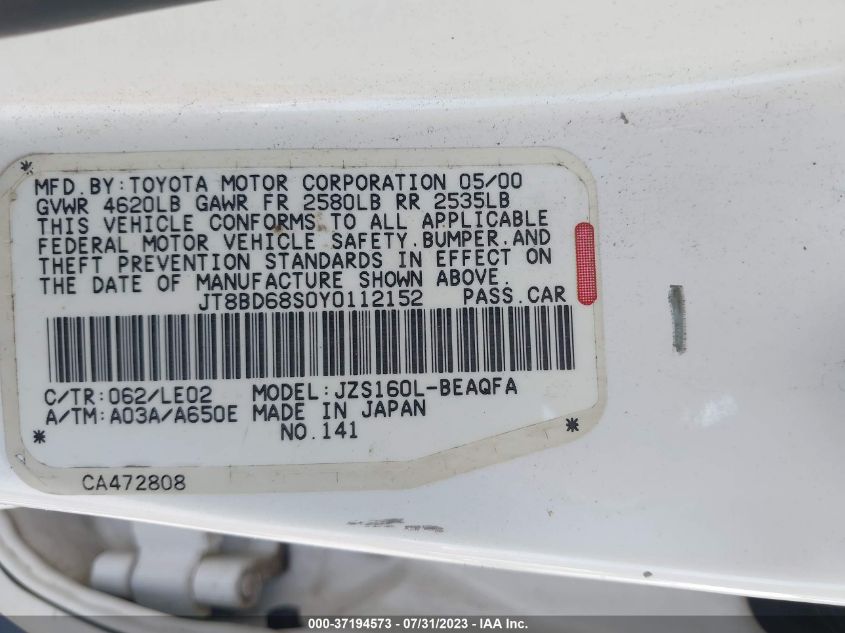 MFD.BY:TOYOTA MOTOR CORPORATION 05/00
GVWR 4620LB GAWR FR 2580LB RR 2535LB
THIS VEHICLE CONFORMS TO ALL APPLICABLE
FEDERAL MOTOR VEHICLE SAFETY.BUMPER.AND
THEFT PREVENTION STANDARDS IN EFFECT ON
THE DATE OF MANUFACTURE SHOWN ABOVE.
JT8BD68S0Y0112152 PASS.CAR
C/TR:062/LE02 MODEL:JZS160L-BEAQFA
A/TM:A03A/A650E MADE IN JAPAN
NO.141
CA472808
000-37194573 - 07/31/2023 - IAA Inc.